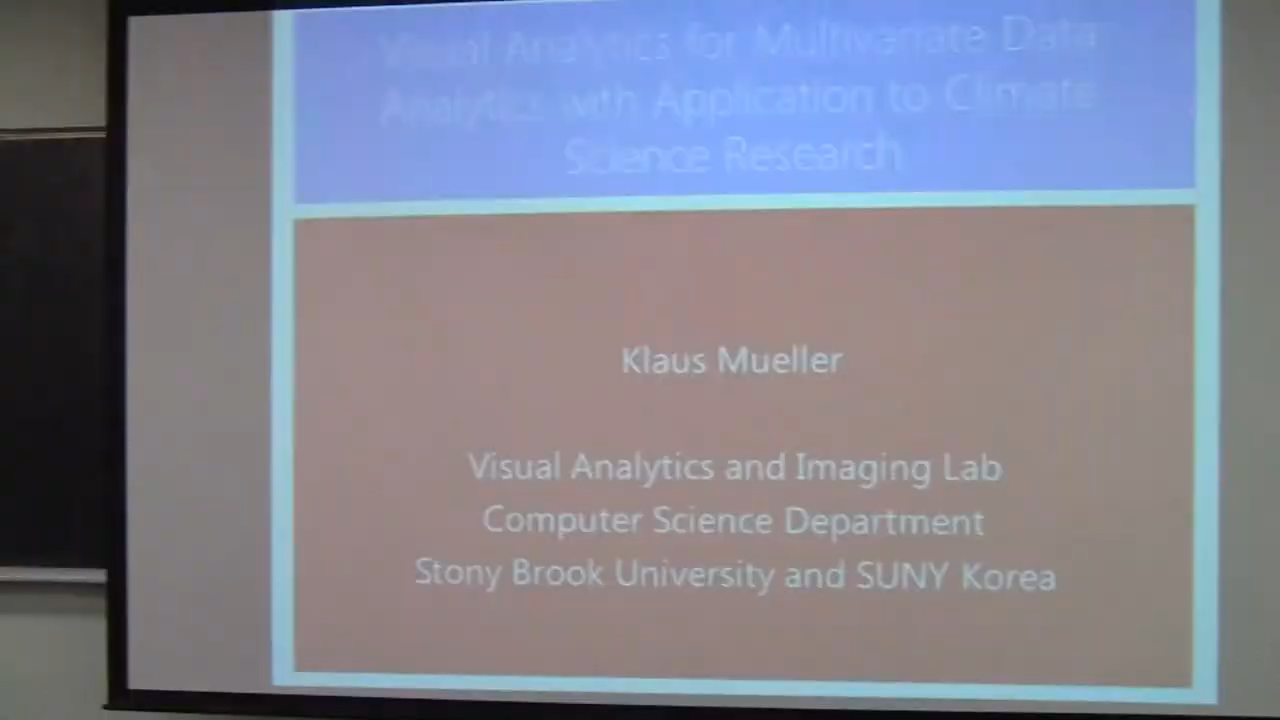 Visual Analytics for Multivariate Data
Analytics with Application to Climate
Science Research
Klaus Mueller
Visual Analytics and Imaging Lab
Computer Science Department
Stony Brook University and SUNY Korea